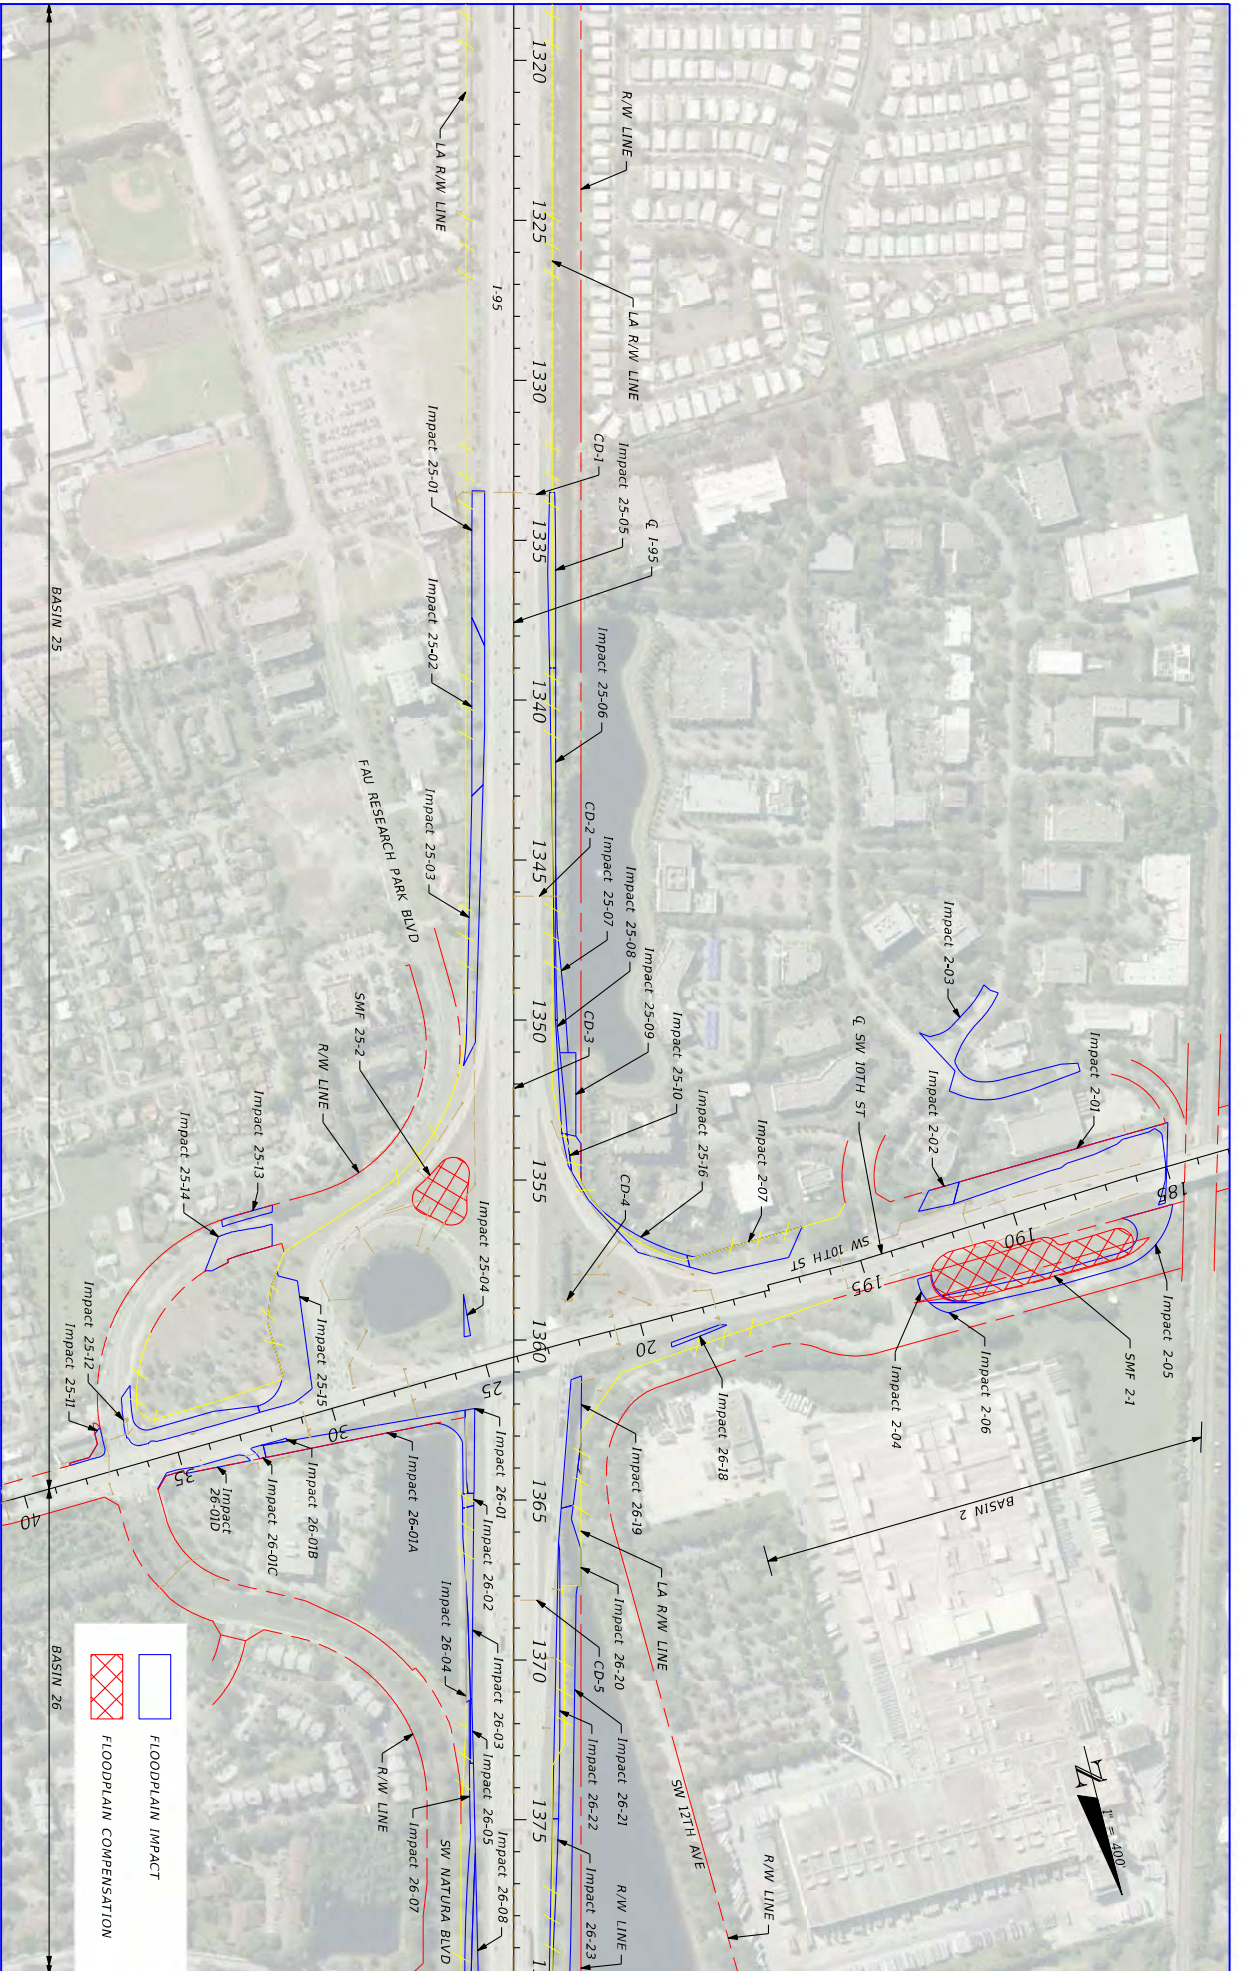 1320
1325
1330
1335
1340
1345
1350
1355
1360
1365
1370
1375
R/W LINE
LA R/W LINE
LA R/W LINE
I-95
℄ I-95
CD-1
Impact 25-05
Impact 25-01
Impact 25-02
Impact 25-06
CD-2
Impact 25-07
Impact 25-08
Impact 25-09
CD-3
Impact 25-10
Impact 25-16
CD-4
Impact 2-07
Impact 25-03
FAU RESEARCH PARK BLVD
SMF 25-2
R/W LINE
Impact 25-13
Impact 25-14
Impact 25-04
Impact 25-15
Impact 25-12
Impact 25-11
BASIN 25
Impact 2-03
℄ SW 10TH ST
Impact 2-02
Impact 2-01
SW 10TH ST
185
190
195
20
25
30
35
40
Impact 2-05
SMF 2-1
Impact 2-06
Impact 2-04
BASIN 2
Impact 26-18
Impact 26-19
LA R/W LINE
Impact 26-20
CD-5
Impact 26-21
Impact 26-22
Impact 26-23
R/W LINE
SW 12TH AVE
R/W LINE
Impact 26-01
Impact 26-01A
Impact 26-01B
Impact 26-01C
Impact
26-01D
Impact 26-02
Impact 26-03
Impact 26-04
Impact 26-05
Impact 26-07
Impact 26-08
SW NATURA BLVD
R/W LINE
BASIN 26
1" = 400'
FLOODPLAIN IMPACT
FLOODPLAIN COMPENSATION